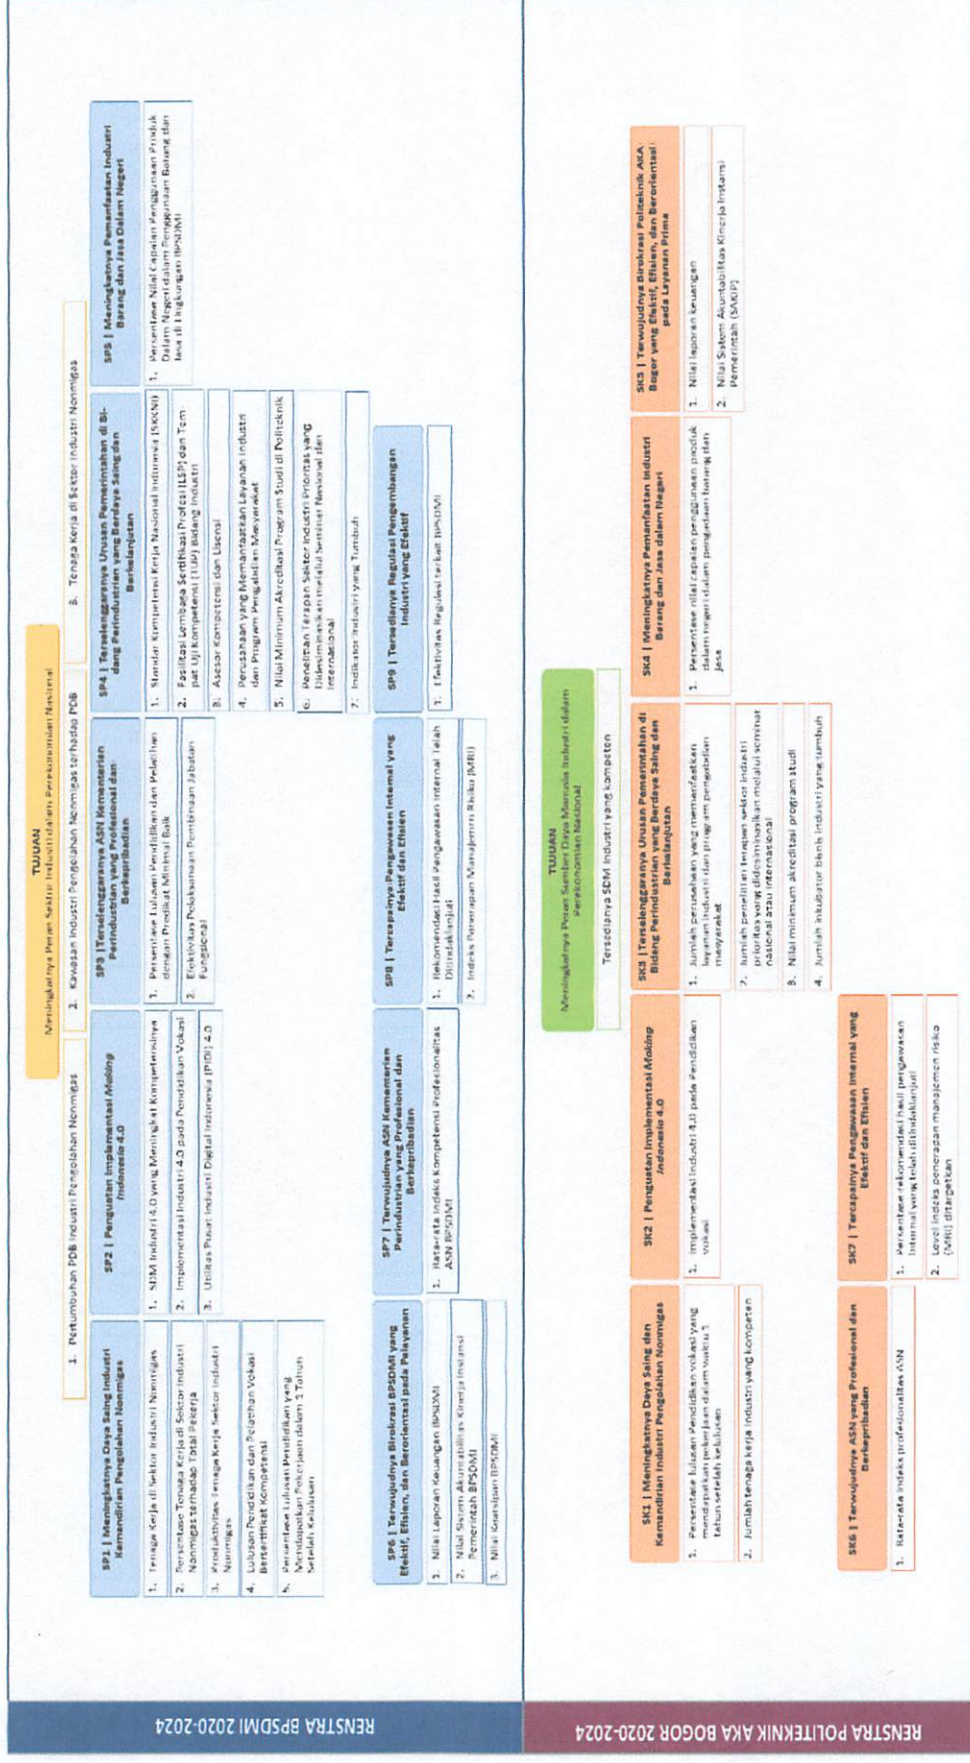 RENSTRA BPSDMI 2020-2024
TUJUAN
Meningkatnya Peran Sektor Industri dalam Perekonomian Nasional
1. Pertumbuhan PDB Industri Pengolahan Nonmigas
2. Kawasan Industri Pengolahan Nonmigas terhadap PDB
3. Tenaga Kerja di Sektor Industri Nonmigas
SP1 | Meningkatnya Daya Saing Industri
Kemandirian Pengolahan Nonmigas
1. Tenaga Kerja di Sektor Industri Nonmigas
2. Persentase Tenaga Kerja di Sektor Industri
Nonmigas terhadap Total Pekerja
3. Produktivitas Tenaga Kerja Sektor Industri
Nonmigas
4. Lulusan Pendidikan dan Pelatihan Vokasi
Bersertifikat Kompetensi
5. Persentase Lulusan Pendidikan yang
Mendapatkan Pekerjaan dalam 1 Tahun
Setelah Kelulusan
SP2 | Penguatan Implementasi Making
Indonesia 4.0
1. SDM Industri 4.0 yang Meningkat Kompetensinya
2. Implementasi Industri 4.0 pada Pendidikan Vokasi
3. Utilitas Pusat Industri Digital Indonesia (PIDI) 4.0
SP3 |Terselenggaranya ASN Kementerian
Perindustrian yang Profesional dan
Berkepribadian
1. Persentase Lulusan Pendidikan dan Pelatihan
dengan Predikat Minimal Baik
2. Efektivitas Pelaksanaan Pembinaan Jabatan
Fungsional
SP4 | Terselenggaranya Urusan Pemerintahan di Bi-
dang Perindustrian yang Berdaya Saing dan
Berkelanjutan
1. Standar Kompetensi Kerja Nasional Indonesia (SKKNI)
2. Fasilitasi Lembaga Sertifikasi Profesi (LSP) dan Tem-
pat Uji Kompetensi (TUP) Bidang Industri
3. Asesor Kompetensi dan Lisensi
4. Perusahaan yang Memanfaatkan Layanan Industri
dan Program Pengabdian Masyarakat
5. Nilai Minimum Akreditasi Program Studi di Politeknik
6. Penelitian Terapan Sektor Industri Prioritas yang
Didesiminasikan melalui Seminar Nasional dan
Internasional
7. Indikator Industri yang Tumbuh
SP5 | Meningkatnya Pemanfaatan Industri
Barang dan Jasa Dalam Negeri
1. Persentase Nilai Capaian Penggunaan Produk
Dalam Negeri dalam Penggunaan Barang dan
Jasa di Lingkungan BPSDMI
SP6 | Terwujudnya Birokrasi BPSDMI yang
Efektif, Efisien, dan Berorientasi pada Pelayanan
1. Nilai Laporan Keuangan BPSDMI
2. Nilai Sistem Akuntabilitas Kinerja Instansi
Pemerintah BPSDMI
3. Nilai Kearsipan BPSDMI
SP7 | Terwujudnya ASN Kementerian
Perindustrian yang Profesional dan
Berkepribadian
1. Rata-rata Indeks Kompetensi Profesionalitas
ASN BPSDMI
SP8 | Tercapainya Pengawasan Internal yang
Efektif dan Efisien
1. Rekomendasi Hasil Pengawasan Internal Telah
Ditindaklanjuti
2. Indeks Penerapan Manajemen Risiko (MRI)
SP9 | Tersedianya Regulasi Pengembangan
Industri yang Efektif
1. Efektivitas Regulasi terkait BPSDMI
RENSTRA POLITEKNIK AKA BOGOR 2020-2024
TUJUAN
Meningkatnya Peran Sumber Daya Manusia Industri dalam
Perekonomian Nasional
Tersedianya SDM Industri yang kompeten
SK1 | Meningkatnya Daya Saing dan
Kemandirian Industri Pengolahan Nonmigas
1. Persentase lulusan Pendidikan vokasi yang
mendapatkan pekerjaan dalam waktu 1
tahun setelah kelulusan
2. Jumlah tenaga kerja industri yang kompeten
SK2 | Penguatan Implementasi Making
Indonesia 4.0
1. Implementasi Industri 4.0 pada Pendidikan
vokasi
SK3 |Terselenggaranya Urusan Pemerintahan di
Bidang Perindustrian yang Berdaya Saing dan
Berkelanjutan
1. Jumlah perusahaan yang memanfaatkan
layanan industri dan program pengabdian
masyarakat
2. Jumlah penelitian terapan sektor industri
prioritas yang didesiminasikan melalui seminar
nasional atau internasional
3. Nilai minimum akreditasi program studi
4. Jumlah inkubator bisnis industri yang tumbuh
SK4 | Meningkatnya Pemanfaatan Industri
Barang dan Jasa dalam Negeri
1. Persentase nilai capaian penggunaan produk
dalam negeri dalam pengadaan barang dan
jasa
SK5 | Terwujudnya Birokrasi Politeknik AKA
Bogor yang Efektif, Efisien, dan Berorientasi
pada Layanan Prima
1. Nilai laporan keuangan
2. Nilai Sistem Akuntabilitas Kinerja Instansi
Pemerintah (SAKIP)
SK6 | Terwujudnya ASN yang Profesional dan
Berkepribadian
1. Rata-rata indeks profesionalitas ASN
SK7 | Tercapainya Pengawasan Internal yang
Efektif dan Efisien
1. Persentase rekomendasi hasil pengawasan
internal yang telah ditindaklanjuti
2. Level indeks penerapan manajemen risiko
(MRI) ditargetkan